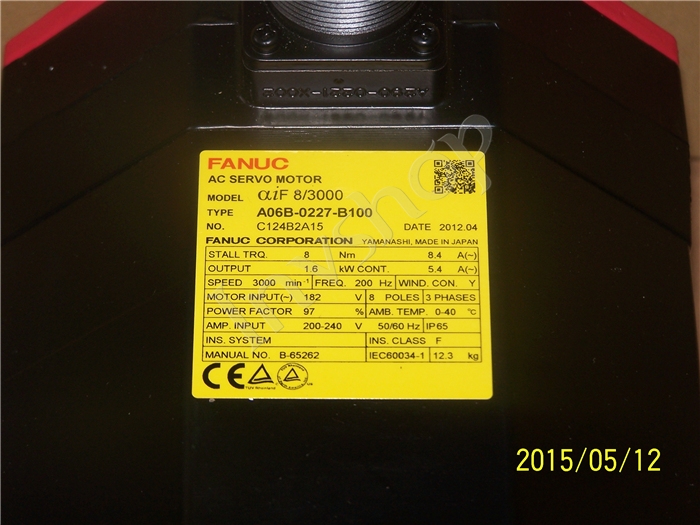 A06B-0227-B100
FANUC
AC SERVO MOTOR
MODEL αiF 8/3000
TYPE A06B-0227-B100
NO. C124B2A15 DATE 2012.04
FANUC CORPORATION YAMANASHI, MADE IN JAPAN
STALL TRQ. 8 Nm 8.4 A(~)
OUTPUT 1.6 kW CONT. 5.4 A(~)
SPEED 3000 min⁻¹ FREQ. 200 Hz WIND. CON. Y
MOTOR INPUT(~) 182 V 8 POLES 3 PHASES
POWER FACTOR 97 % AMB. TEMP. 0-40 ℃
AMP. INPUT 200-240 V 50/60 Hz IP65
INS. SYSTEM INS. CLASS F
MANUAL NO. B-65262 IEC60034-1 12.3 kg
CE
2015/05/12